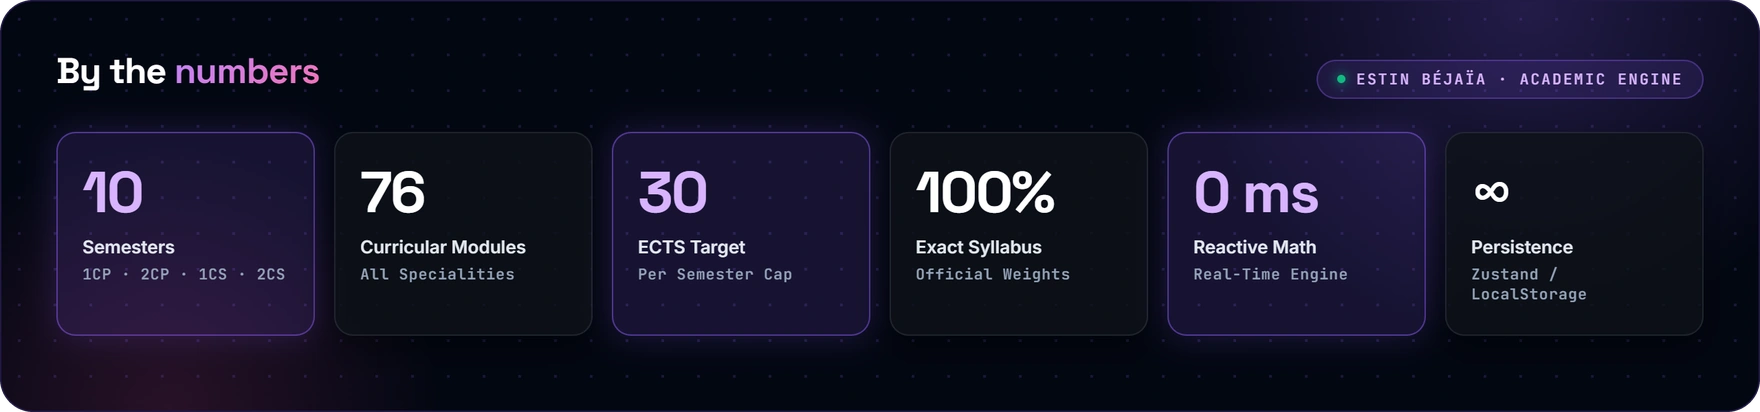 By the numbers
ESTIN BÉJAÏA · ACADEMIC ENGINE
10
Semesters
1CP · 2CP · 1CS · 2CS
76
Curricular Modules
All Specialities
30
ECTS Target
Per Semester Cap
100%
Exact Syllabus
Official Weights
0 ms
Reactive Math
Real-Time Engine
∞
Persistence
Zustand /
LocalStorage